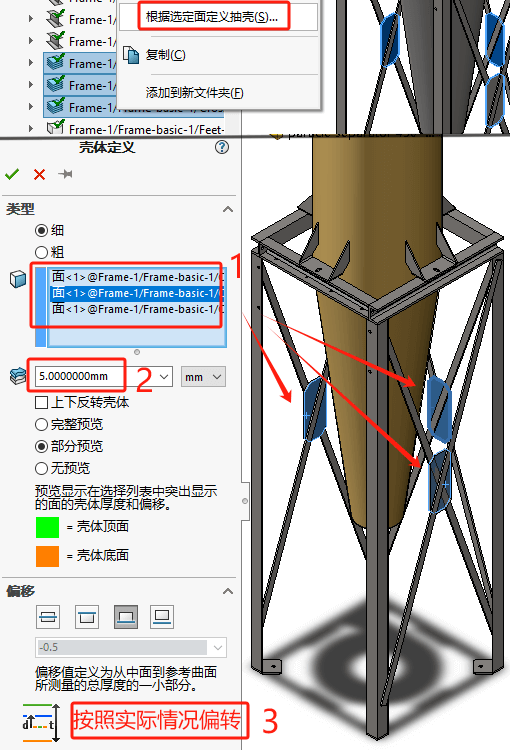 根据选定面定义抽壳(S)...
Frame-1/
Frame-1/
复制(C)
Frame-1/
Frame-1/
添加到新文件夹(F)
Frame-1/
Frame-1/Frame-basic-1/Feet-
壳体定义
类型
细
粗
1
面<1>@Frame-1/Frame-basic-1/
面<1>@Frame-1/Frame-basic-1/
面<1>@Frame-1/Frame-basic-1/
5.0000000mm
mm
2
上下反转壳体
完整预览
部分预览
无预览
预览显示在选择列表中突出显示
的面的壳体厚度和偏移。
= 壳体顶面
= 壳体底面
偏移
-0.5
偏移值定义为从中面到参考曲面
所测量的总厚度的一小部分。
d
t
按照实际情况偏转
3